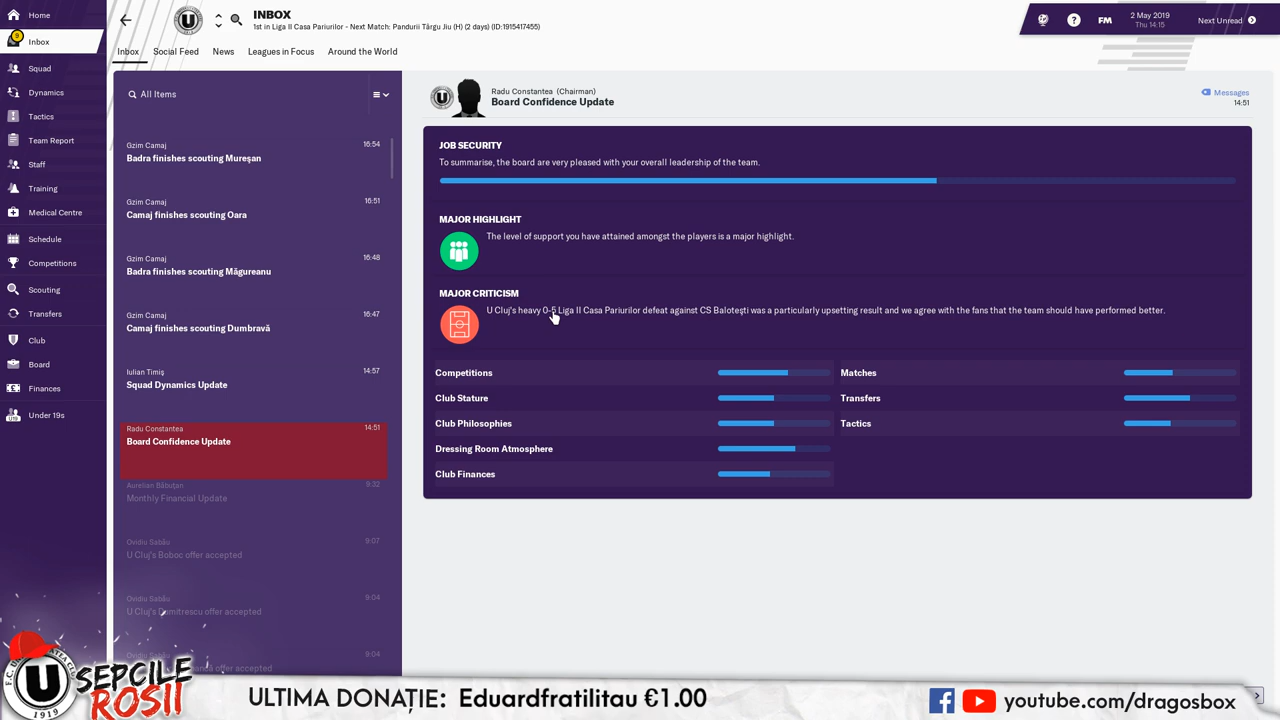 Home
INBOX
1st in Liga II Casa Pariurilor - Next Match: Pandurii Târgu Jiu (H) (2 days) (ID:1915417455)
FM
2 May 2019
Thu 14:15
Next Unread
5
Inbox
Inbox
Social Feed
News
Leagues in Focus
Around the World
Squad
Dynamics
Tactics
Team Report
Staff
Training
Medical Centre
Schedule
Competitions
Scouting
Transfers
Club
Board
Finances
Under 19s
All Items
Gzim Camaj 16:54
Badra finishes scouting Mureşan
Gzim Camaj 16:51
Camaj finishes scouting Oara
Gzim Camaj 16:48
Badra finishes scouting Măgureanu
Gzim Camaj 16:47
Camaj finishes scouting Dumbravă
Iulian Timiş 14:57
Squad Dynamics Update
Radu Constantea 14:51
Board Confidence Update
Aurelian Băbuţan 9:32
Monthly Financial Update
Ovidiu Sabău 9:07
U Cluj's Boboc offer accepted
Ovidiu Sabău 9:04
U Cluj's Dumitrescu offer accepted
Ovidiu Sabău 9:04
offer accepted
Radu Constantea (Chairman)
Board Confidence Update
Messages
14:51
JOB SECURITY
To summarise, the board are very pleased with your overall leadership of the team.
MAJOR HIGHLIGHT
The level of support you have attained amongst the players is a major highlight.
MAJOR CRITICISM
U Cluj's heavy 0-5 Liga II Casa Pariurilor defeat against CS Baloteşti was a particularly upsetting result and we agree with the fans that the team should have performed better.
Competitions
Matches
Club Stature
Transfers
Club Philosophies
Tactics
Dressing Room Atmosphere
Club Finances
U
1919
SEPCILE
ROSII
ULTIMA DONAȚIE: Eduardfratilitau €1.00
youtube.com/dragosbox